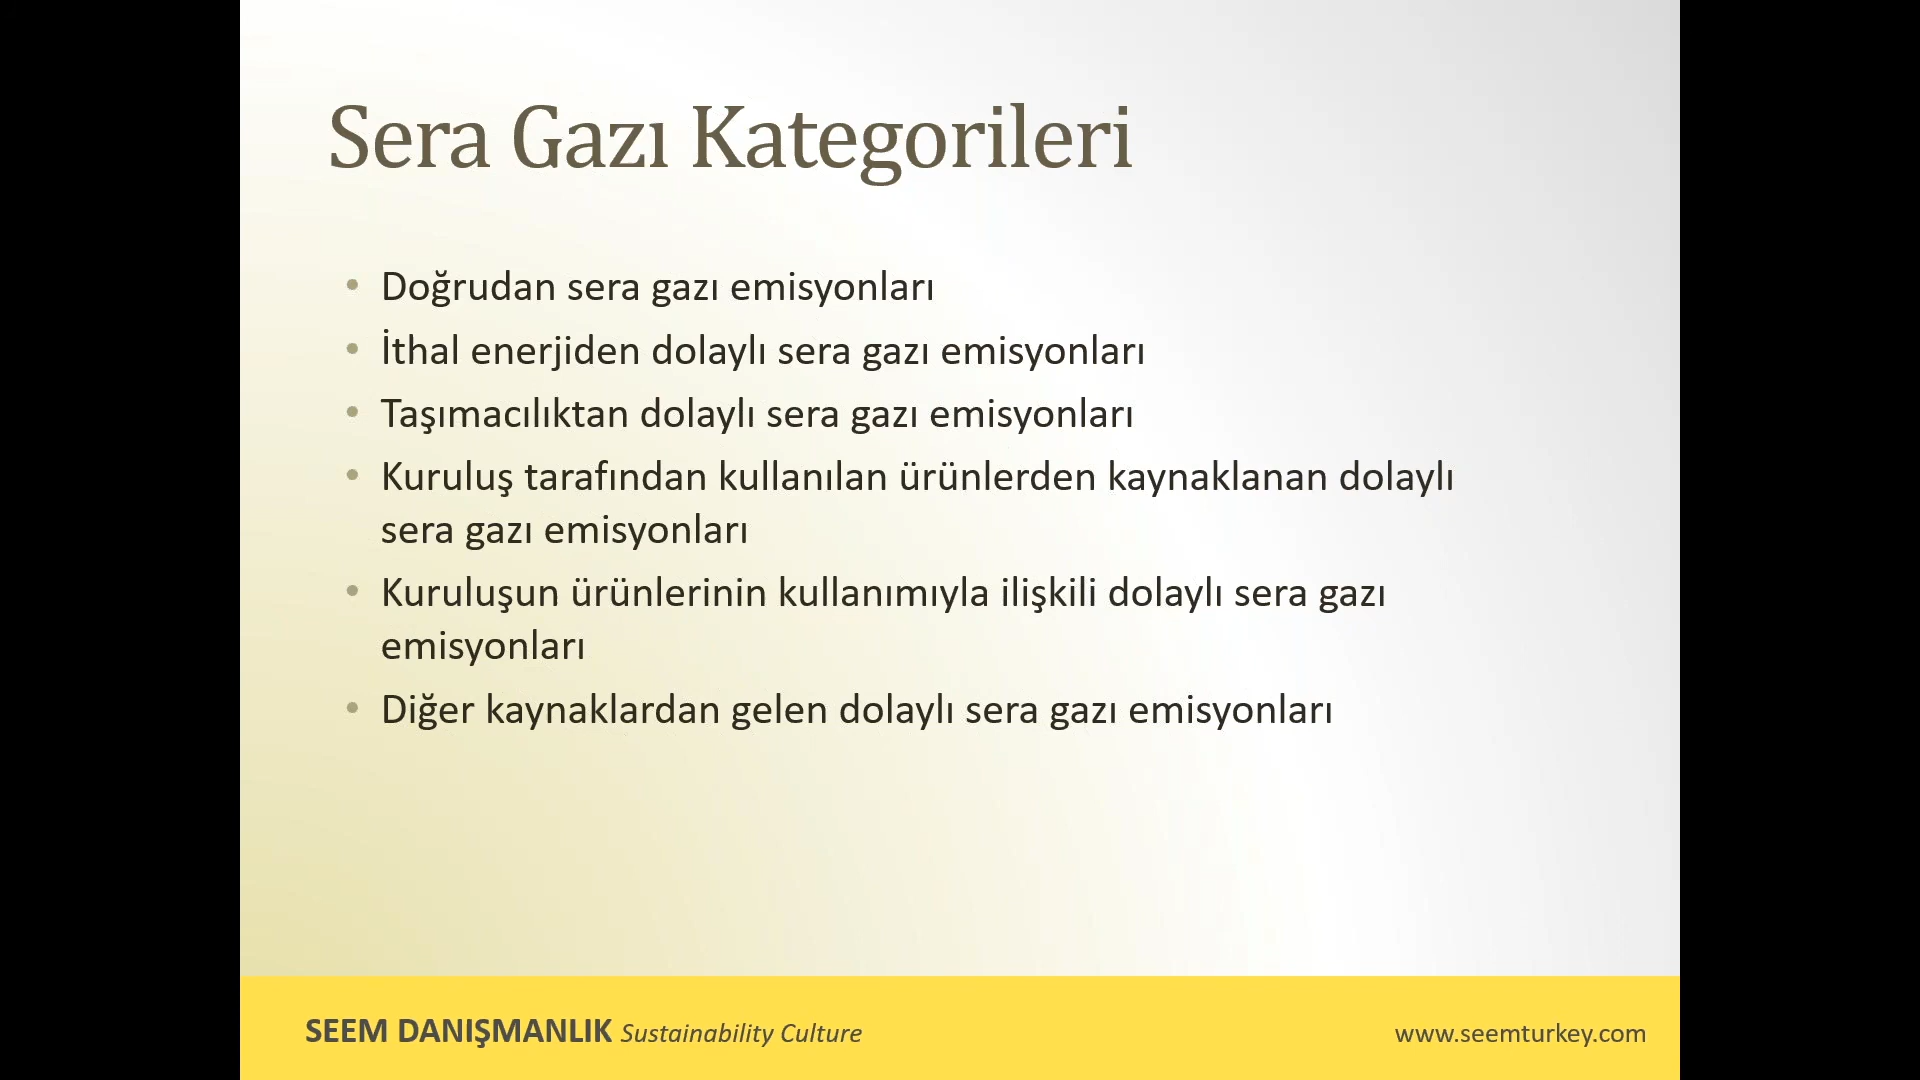 Sera Gazı Kategorileri
• Doğrudan sera gazı emisyonları
• İthal enerjiden dolaylı sera gazı emisyonları
• Taşımacılıktan dolaylı sera gazı emisyonları
• Kuruluş tarafından kullanılan ürünlerden kaynaklanan dolaylı
sera gazı emisyonları
• Kuruluşun ürünlerinin kullanımıyla ilişkili dolaylı sera gazı
emisyonları
• Diğer kaynaklardan gelen dolaylı sera gazı emisyonları
SEEM DANIŞMANLIK Sustainability Culture
www.seemturkey.com